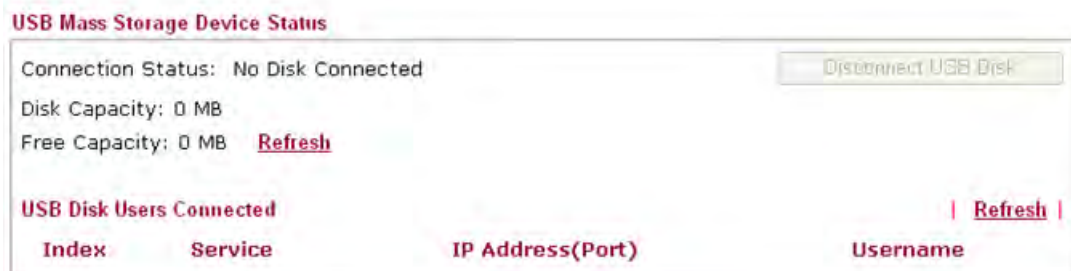 USB Mass Storage Device Status
Connection Status: No Disk Connected Disconnect USB Disk
Disk Capacity: 0 MB
Free Capacity: 0 MB Refresh
USB Disk Users Connected | Refresh |
Index Service IP Address(Port) Username